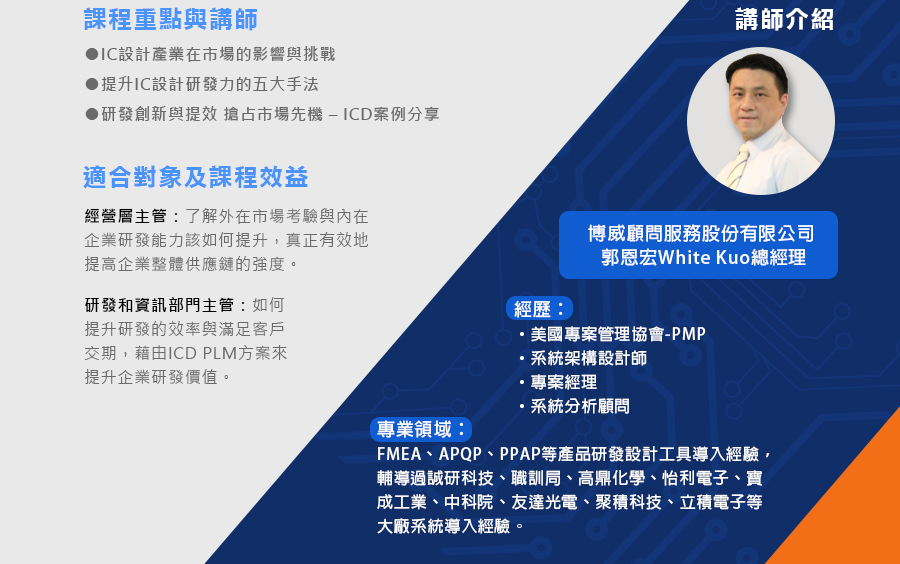 課程重點與講師
●IC設計產業在市場的影響與挑戰
●提升IC設計研發力的五大手法
●研發創新與提效 搶占市場先機 – ICD案例分享
適合對象及課程效益
經營層主管：了解外在市場考驗與內在
企業研發能力該如何提升，真正有效地
提高企業整體供應鏈的強度。
研發和資訊部門主管：如何
提升研發的效率與滿足客戶
交期，藉由ICD PLM方案來
提升企業研發價值。
講師介紹
博威顧問服務股份有限公司
郭恩宏White Kuo總經理
經歷：
・美國專案管理協會-PMP
・系統架構設計師
・專案經理
・系統分析顧問
專業領域：
FMEA、APQP、PPAP等產品研發設計工具導入經驗，
輔導過誠研科技、職訓局、高鼎化學、怡利電子、寶
成工業、中科院、友達光電、聚積科技、立積電子等
大廠系統導入經驗。